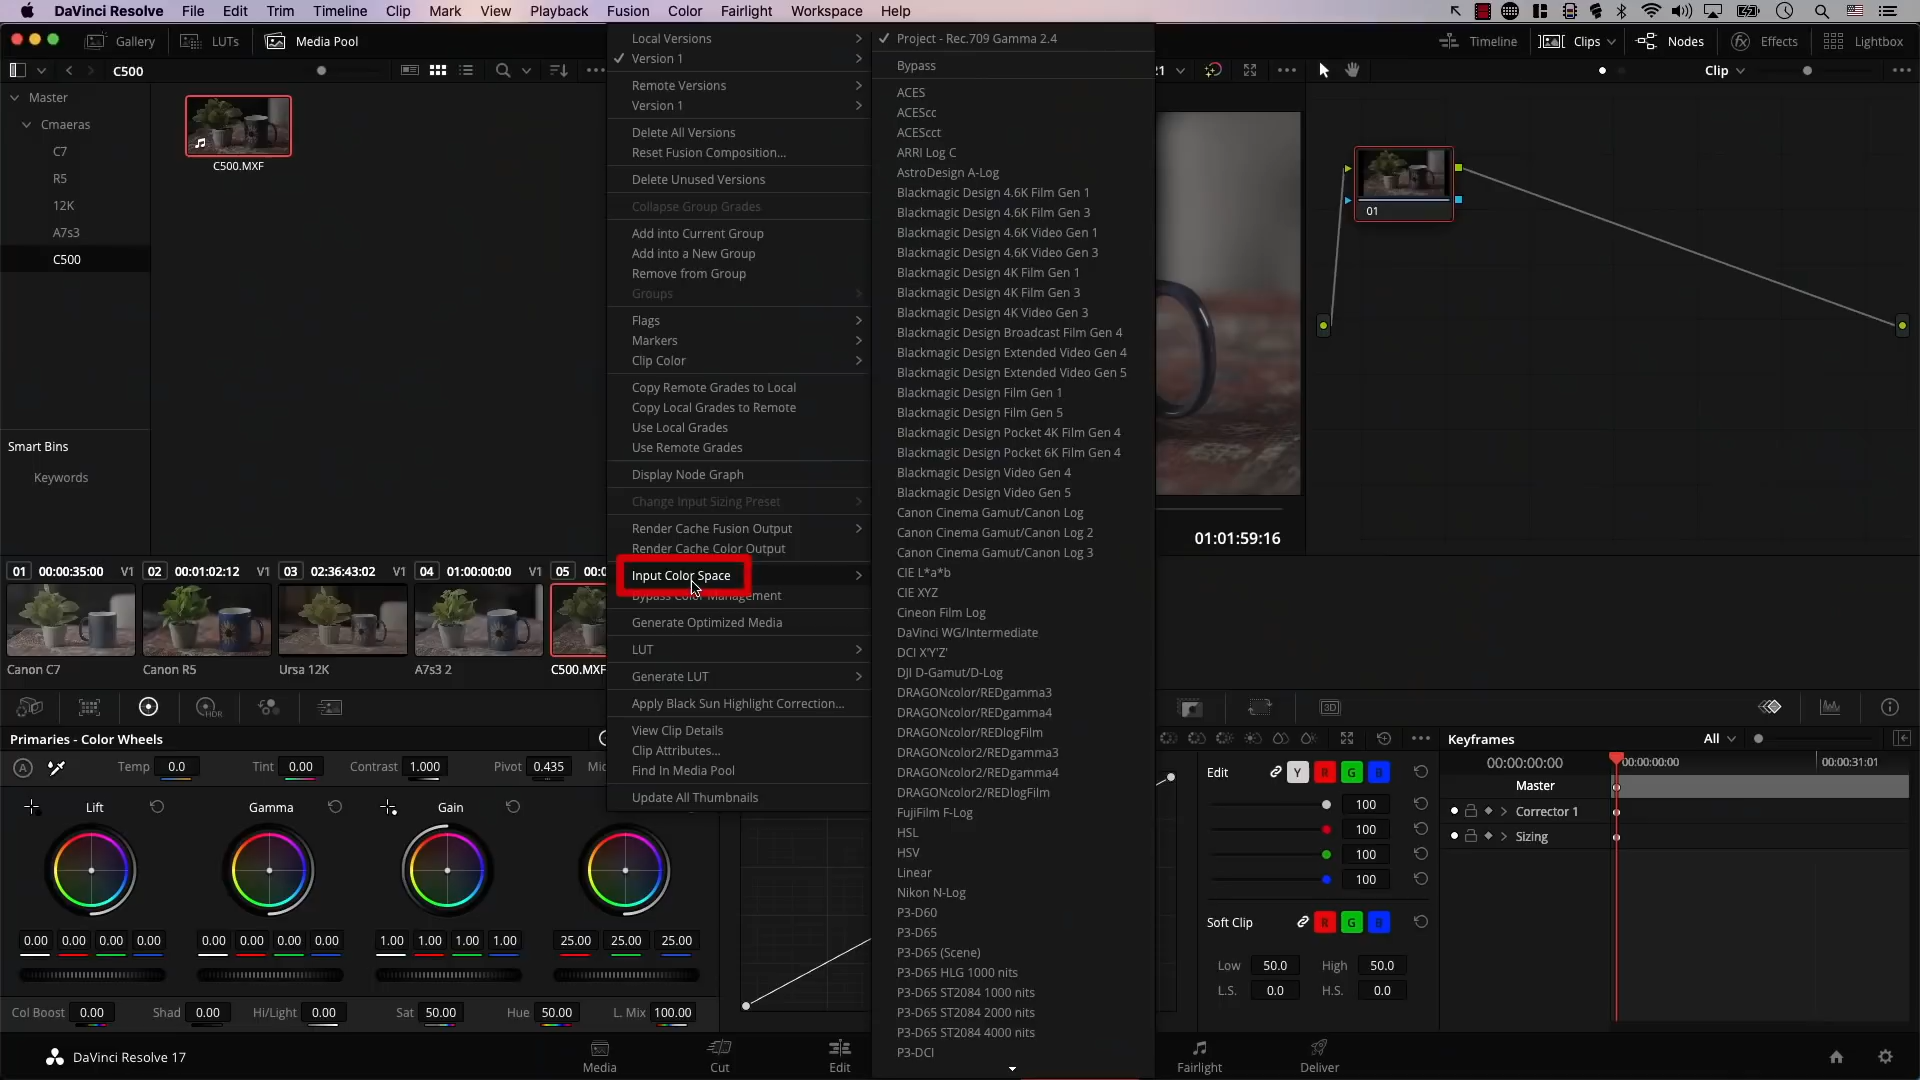 DaVinci Resolve File Edit Trim Timeline Clip Mark View Playback Fusion Color Fairlight Workspace Help
Gallery LUTs Media Pool
Timeline Clips Nodes Effects Lightbox
C500
Clip
Master
Cmaeras
C7
R5
12K
A7s3
C500
C500.MXF
Smart Bins
Keywords
Local Versions
Version 1
Remote Versions
Version 1
Delete All Versions
Reset Fusion Composition...
Delete Unused Versions
Collapse Group Grades
Add into Current Group
Add into a New Group
Remove from Group
Groups
Flags
Markers
Clip Color
Copy Remote Grades to Local
Copy Local Grades to Remote
Use Local Grades
Use Remote Grades
Display Node Graph
Change Input Sizing Preset
Render Cache Fusion Output
Render Cache Color Output
Input Color Space
Bypass Color Management
Generate Optimized Media
LUT
Generate LUT
Apply Black Sun Highlight Correction...
View Clip Details
Clip Attributes...
Find In Media Pool
Update All Thumbnails
Project - Rec.709 Gamma 2.4
Bypass
ACES
ACEScc
ACEScct
ARRI Log C
AstroDesign A-Log
Blackmagic Design 4.6K Film Gen 1
Blackmagic Design 4.6K Film Gen 3
Blackmagic Design 4.6K Video Gen 1
Blackmagic Design 4.6K Video Gen 3
Blackmagic Design 4K Film Gen 1
Blackmagic Design 4K Film Gen 3
Blackmagic Design 4K Video Gen 3
Blackmagic Design Broadcast Film Gen 4
Blackmagic Design Extended Video Gen 4
Blackmagic Design Extended Video Gen 5
Blackmagic Design Film Gen 1
Blackmagic Design Film Gen 5
Blackmagic Design Pocket 4K Film Gen 4
Blackmagic Design Pocket 6K Film Gen 4
Blackmagic Design Video Gen 4
Blackmagic Design Video Gen 5
Canon Cinema Gamut/Canon Log
Canon Cinema Gamut/Canon Log 2
Canon Cinema Gamut/Canon Log 3
CIE L*a*b
CIE XYZ
Cineon Film Log
DaVinci WG/Intermediate
DCI X'Y'Z'
DJI D-Gamut/D-Log
DRAGONcolor/REDgamma3
DRAGONcolor/REDgamma4
DRAGONcolor/REDlogFilm
DRAGONcolor2/REDgamma3
DRAGONcolor2/REDgamma4
DRAGONcolor2/REDlogFilm
FujiFilm F-Log
HSL
HSV
Linear
Nikon N-Log
P3-D60
P3-D65
P3-D65 (Scene)
P3-D65 HLG 1000 nits
P3-D65 ST2084 1000 nits
P3-D65 ST2084 2000 nits
P3-D65 ST2084 4000 nits
P3-DCI
01
01:01:59:16
01 00:00:35:00 V1 02 00:01:02:12 V1 03 02:36:43:02 V1 04 01:00:00:00 V1 05
Canon C7 Canon R5 Ursa 12K A7s3 2 C500.MXF
HDR
3D
Primaries - Color Wheels
A Temp 0.0 Tint 0.00 Contrast 1.000 Pivot 0.435
Lift Gamma Gain
0.00 0.00 0.00 0.00 0.00 0.00 0.00 0.00 1.00 1.00 1.00 1.00 25.00 25.00 25.00
Col Boost 0.00 Shad 0.00 Hi/Light 0.00 Sat 50.00 Hue 50.00 L. Mix 100.00
Edit Y R G B
100
100
100
100
Soft Clip R G B
Low 50.0 High 50.0
L.S. 0.0 H.S. 0.0
Keyframes All
00:00:00:00 00:00:00:00 00:00:31:01
Master
Corrector 1
Sizing
DaVinci Resolve 17
Media Cut Edit Fairlight Deliver